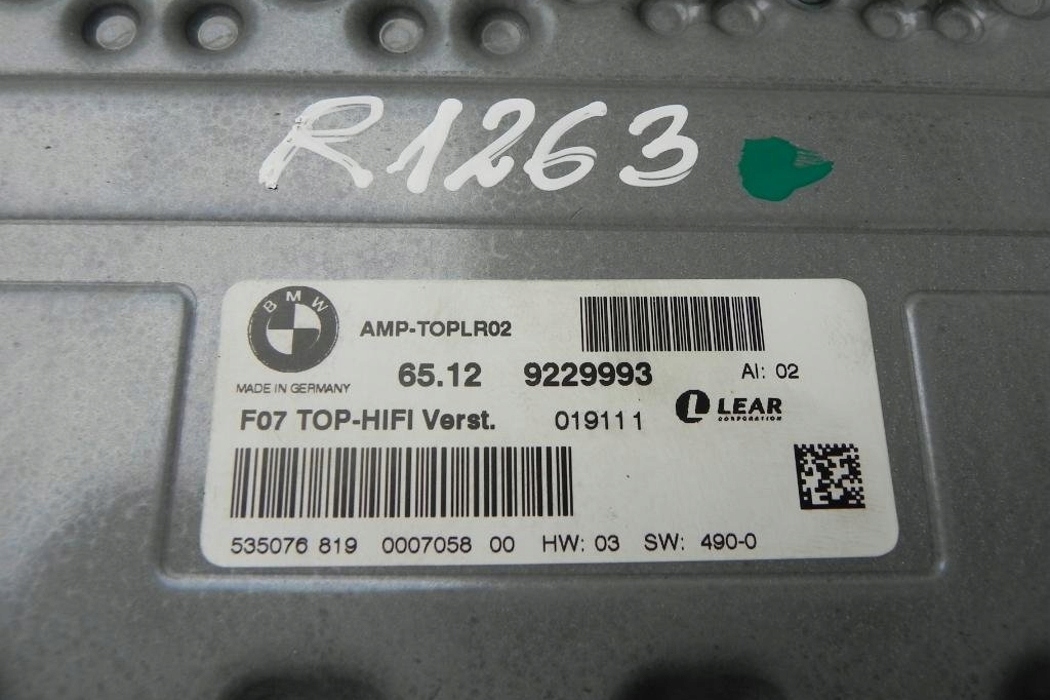 R1263
BMW
AMP-TOPLR02
MADE IN GERMANY
65.12 9229993 AI: 02
F07 TOP-HIFI Verst. 019111 L LEAR
CORPORATION
535076 819 0007058 00 HW: 03 SW: 490-0